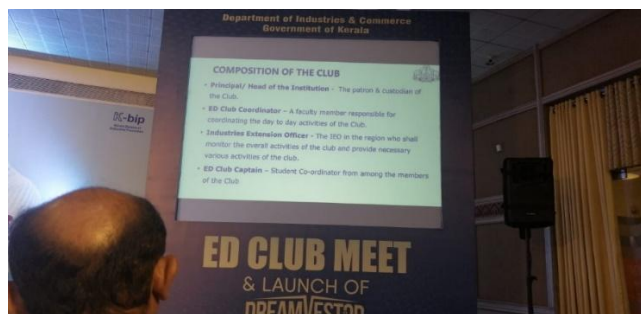 Department of Industries & Commerce
Government of Kerala
COMPOSITION OF THE CLUB
• Principal/ Head of the Institution - The patron & custodian of
the Club.
• ED Club Coordinator – A faculty member responsible for
coordinating the day to day activities of the Club.
• Industries Extension Officer - The IEO in the region who shall
monitor the overall activities of the club and provide necessary
various activities of the club.
• ED Club Captain – Student Co-ordinator from among the members
of the Club
-bip
ED CLUB MEET
& LAUNCH OF
DREAMVESTOR